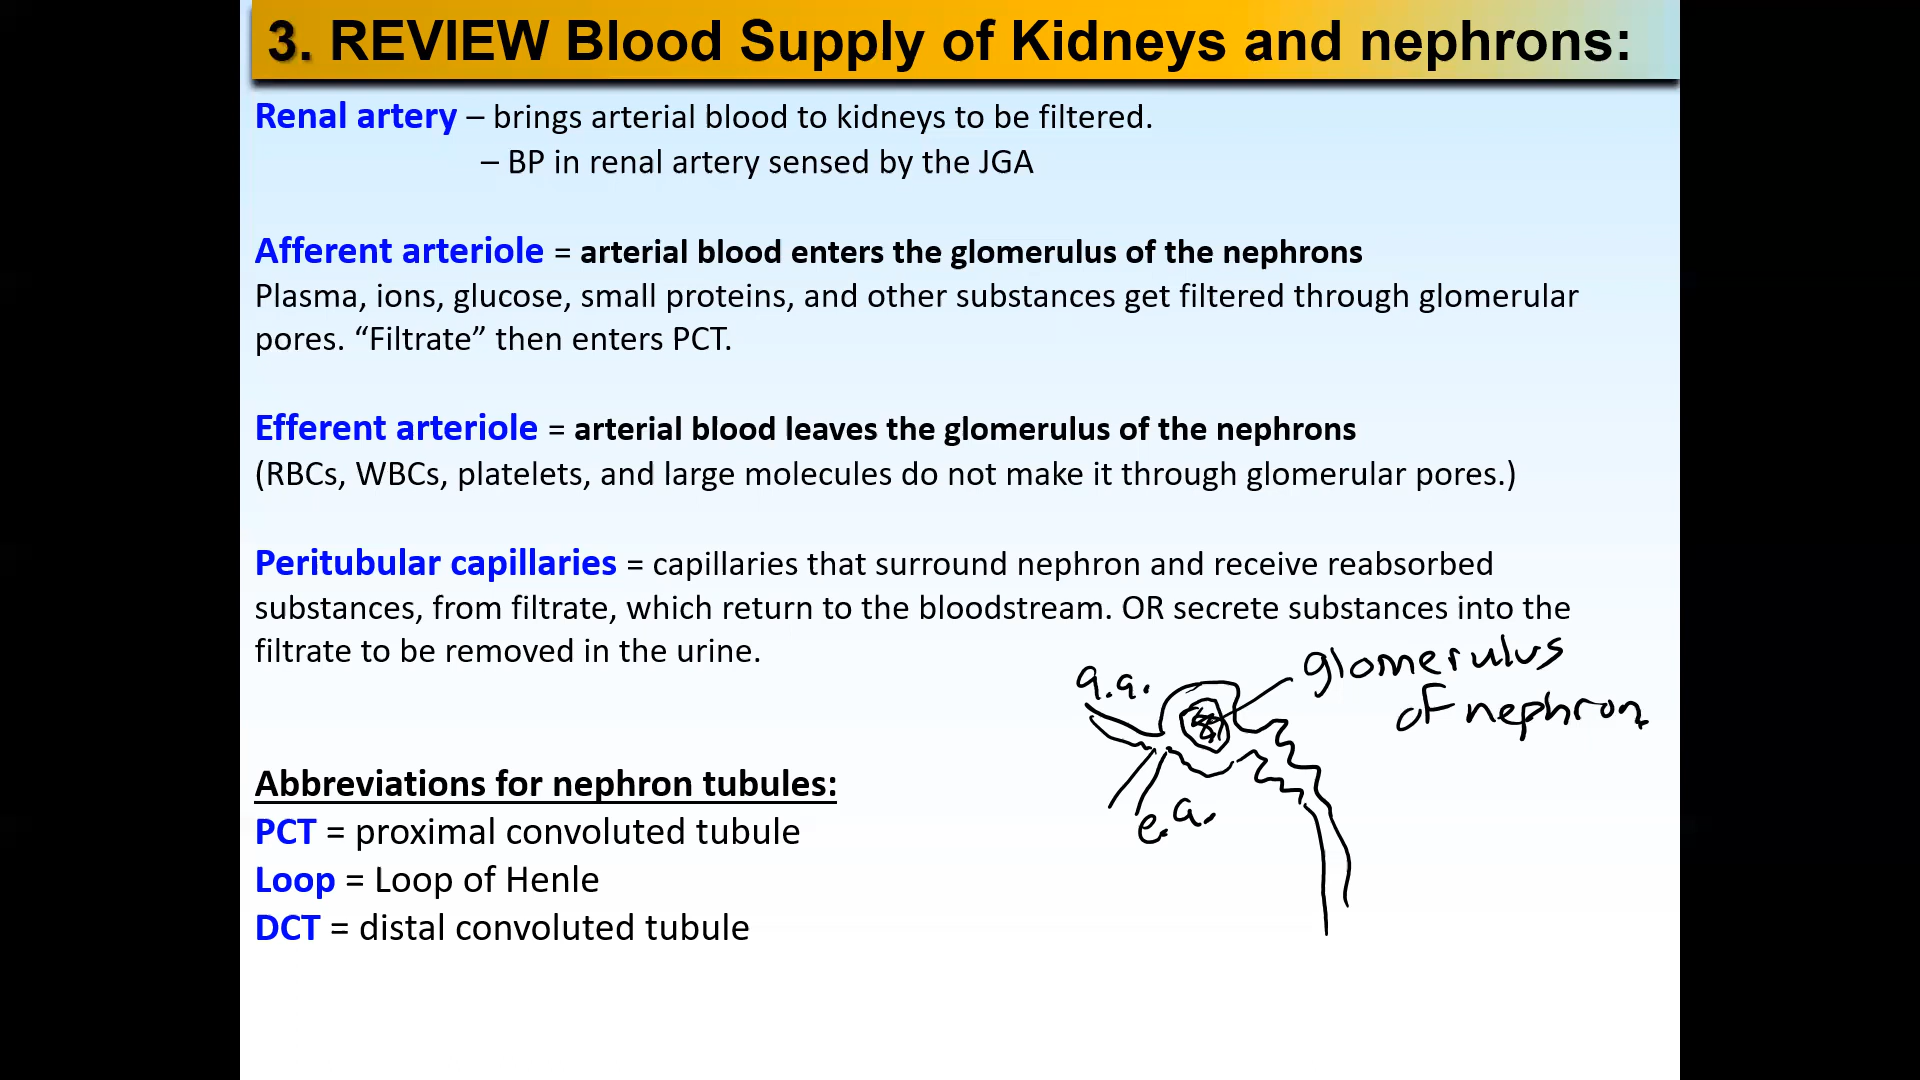 3. REVIEW Blood Supply of Kidneys and nephrons:
Renal artery – brings arterial blood to kidneys to be filtered.
– BP in renal artery sensed by the JGA
Afferent arteriole = arterial blood enters the glomerulus of the nephrons
Plasma, ions, glucose, small proteins, and other substances get filtered through glomerular
pores. “Filtrate” then enters PCT.
Efferent arteriole = arterial blood leaves the glomerulus of the nephrons
(RBCs, WBCs, platelets, and large molecules do not make it through glomerular pores.)
Peritubular capillaries = capillaries that surround nephron and receive reabsorbed
substances, from filtrate, which return to the bloodstream. OR secrete substances into the
filtrate to be removed in the urine.
a.a.
glomerulus
of nephron
e.a.
Abbreviations for nephron tubules:
PCT = proximal convoluted tubule
Loop = Loop of Henle
DCT = distal convoluted tubule